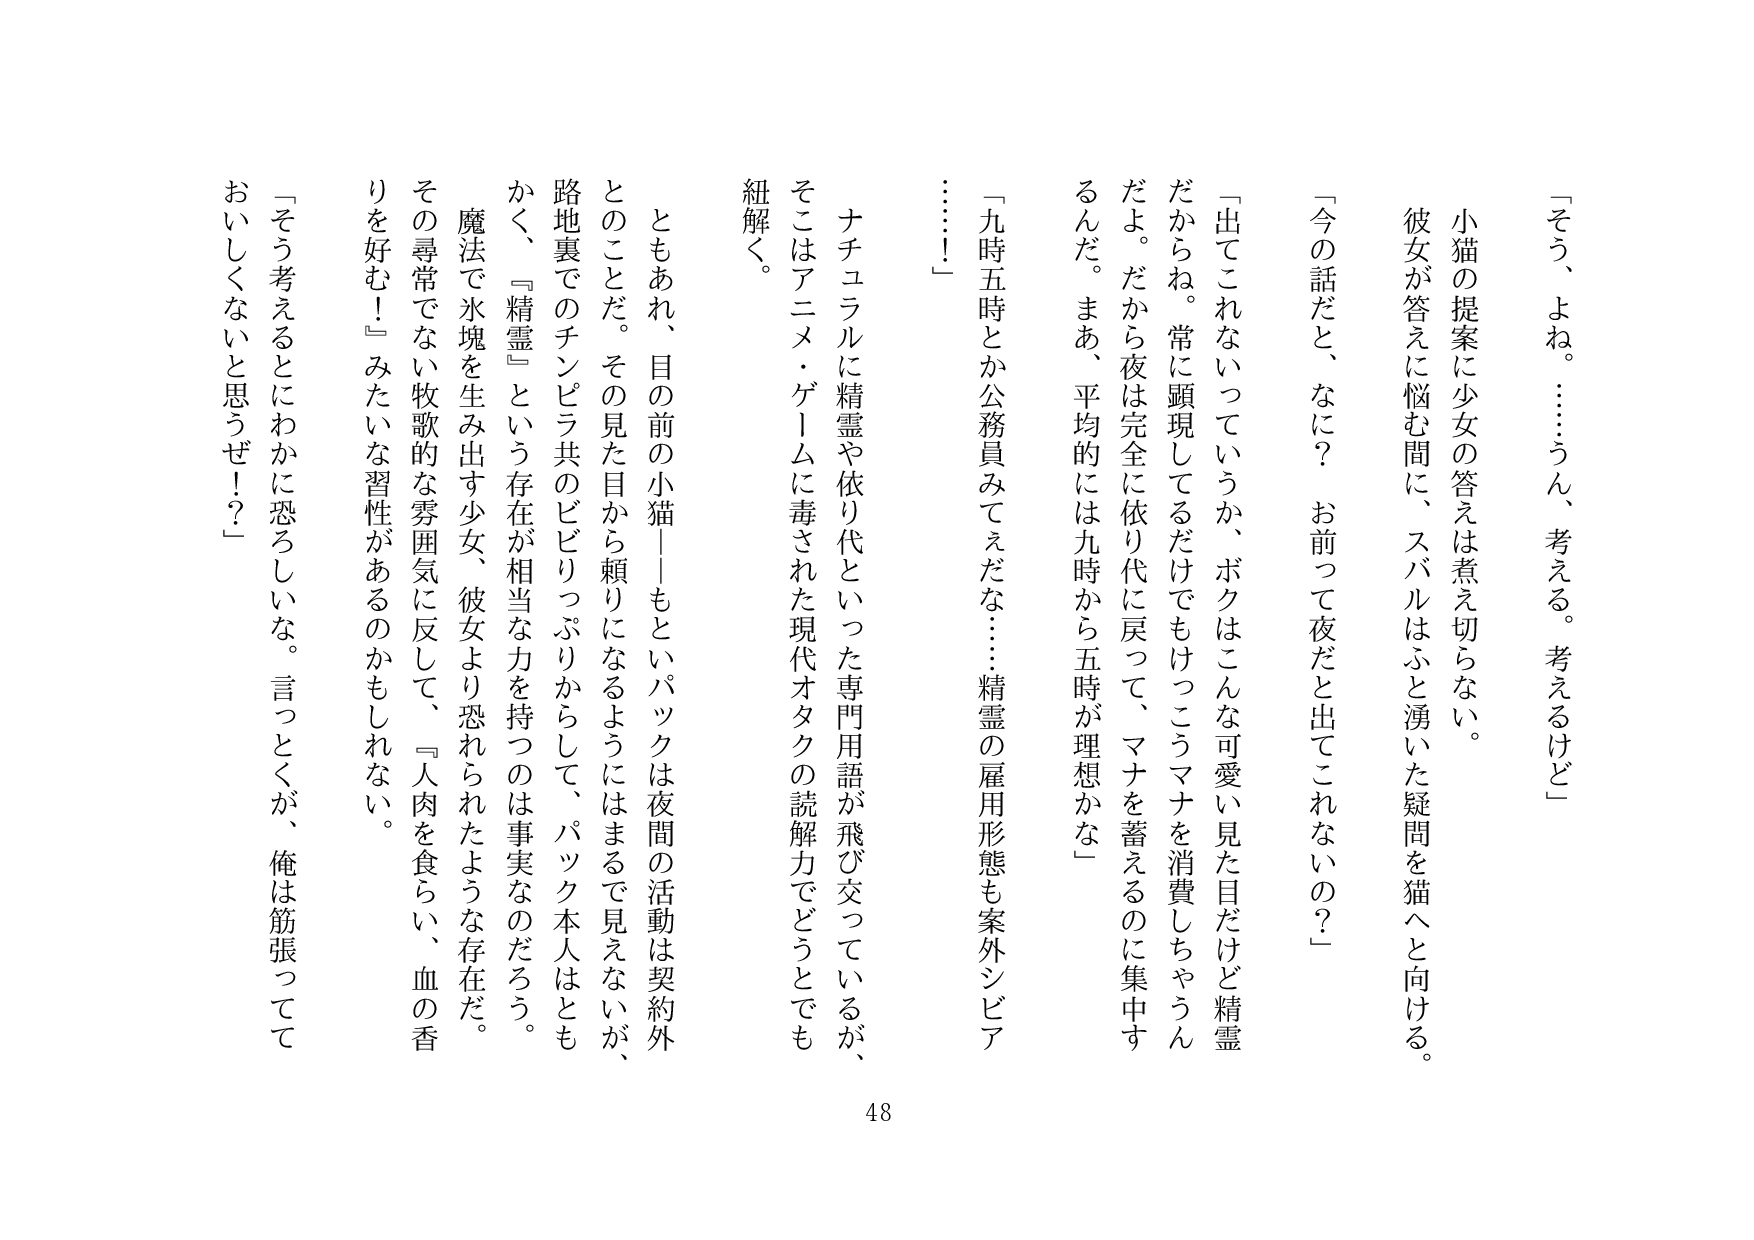 「そう、よね。……うん、考える。考えるけど」
　小猫の提案に少女の答えは煮え切らない。
　彼女が答えに悩む間に、スバルはふと湧いた疑問を猫へと向ける。
「今の話だと、なに？　お前って夜だと出てこれないの？」
「出てこれないっていうか、ボクはこんな可愛い見た目だけど精霊
だからね。常に顕現してるだけでもけっこうマナを消費しちゃうん
だよ。だから夜は完全に依り代に戻って、マナを蓄えるのに集中す
るんだ。まあ、平均的には九時から五時が理想かな」
「九時五時とか公務員みてぇだな……精霊の雇用形態も案外シビア
……！」
　ナチュラルに精霊や依り代といった専門用語が飛び交っているが、
そこはアニメ・ゲームに毒された現代オタクの読解力でどうとでも
紐解く。
　ともあれ、目の前の小猫――もといパックは夜間の活動は契約外
とのことだ。その見た目から頼りになるようにはまるで見えないが、
路地裏でのチンピラ共のビビりっぷりからして、パック本人はとも
かく、『精霊』という存在が相当な力を持つのは事実なのだろう。
　魔法で氷塊を生み出す少女、彼女より恐れられたような存在だ。
その尋常でない牧歌的な雰囲気に反して、『人肉を食らい、血の香
りを好む！』みたいな習性があるのかもしれない。
「そう考えるとにわかに恐ろしいな。言っとくが、俺は筋張ってて
おいしくないと思うぜ！？」
48